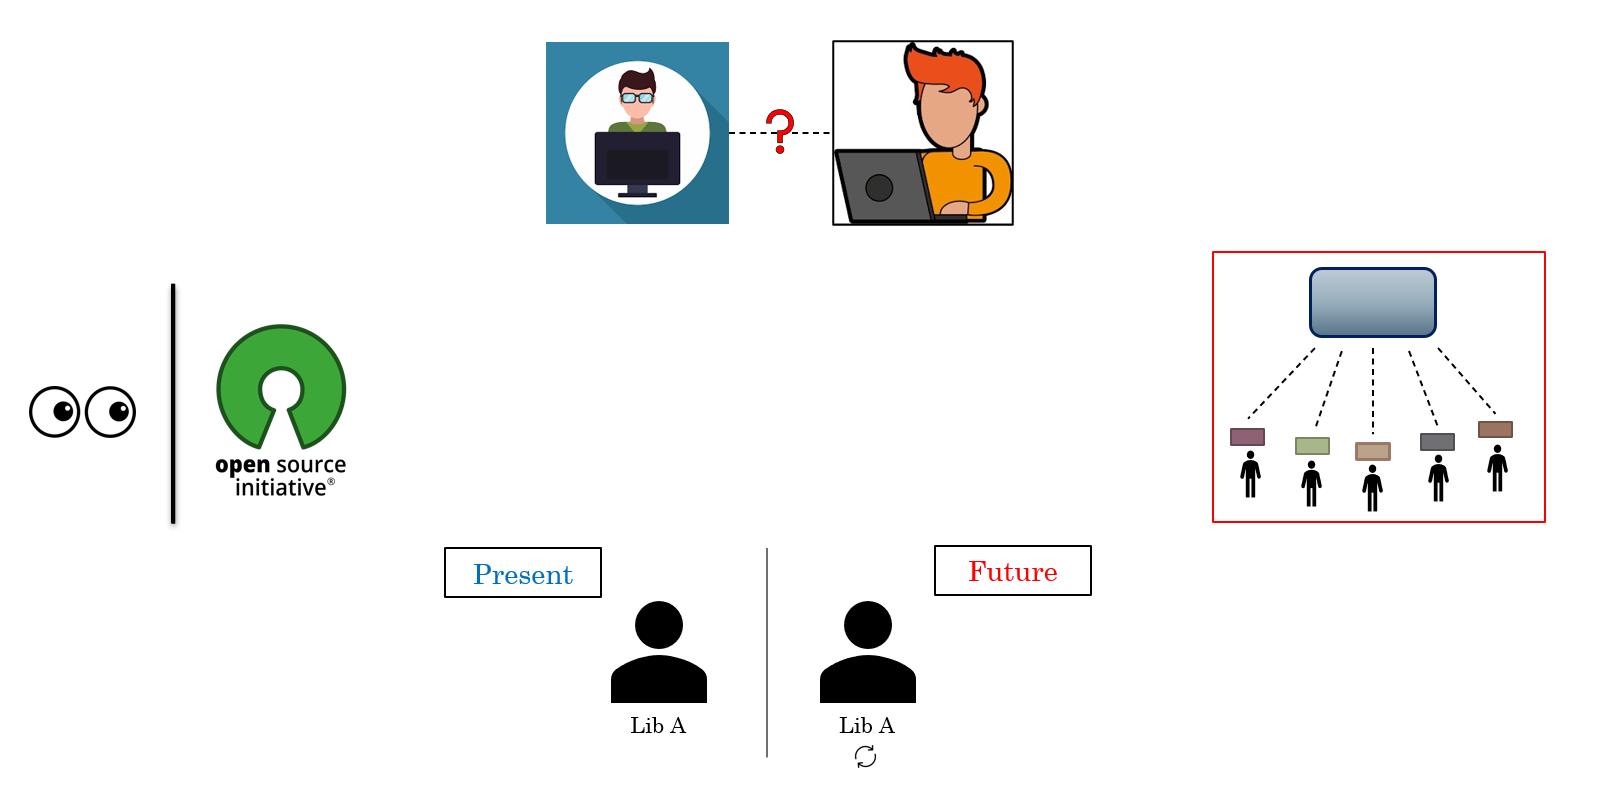 ?
open source
initiative®
Present
Future
Lib A
Lib A